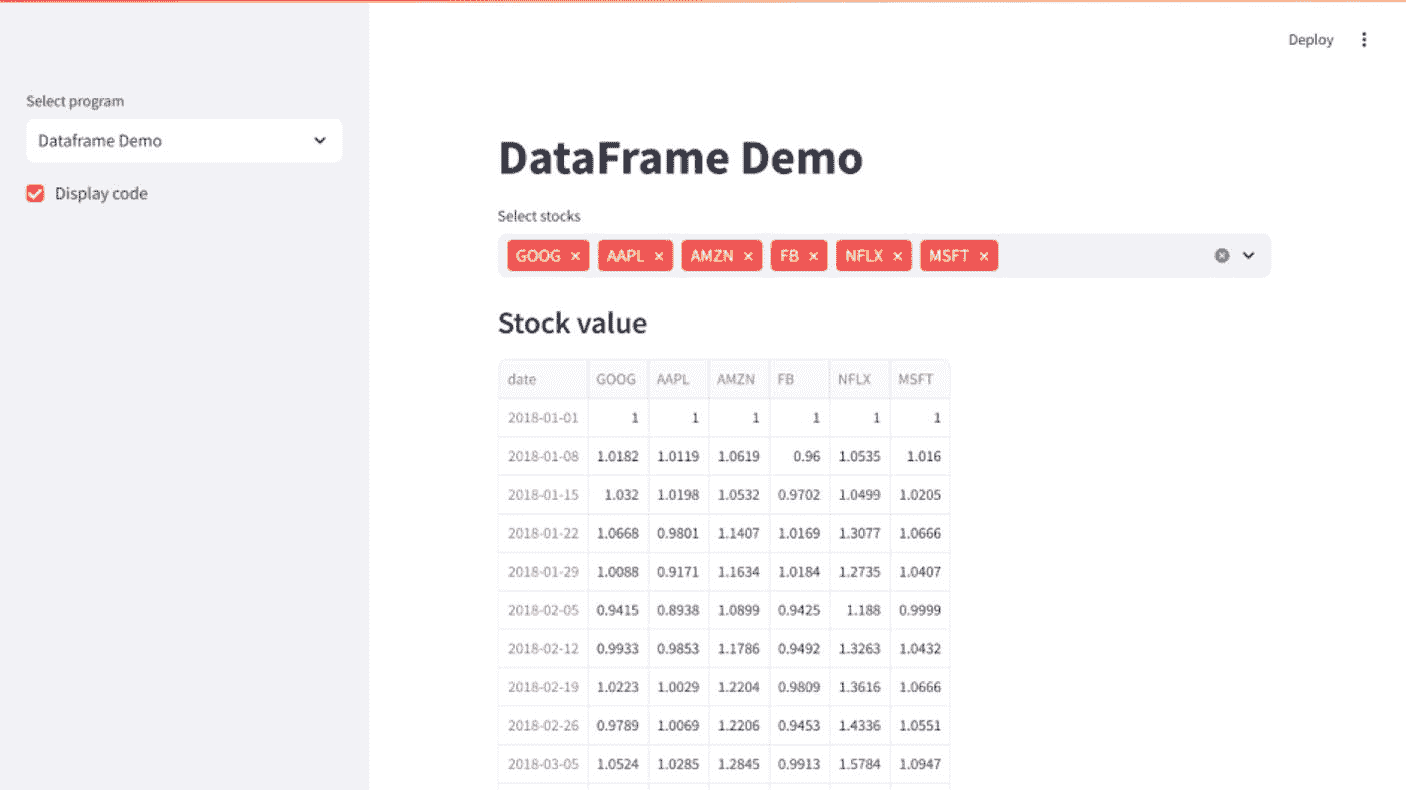 Deploy
Select program
Dataframe Demo
Display code
DataFrame Demo
Select stocks
GOOG × AAPL × AMZN × FB × NFLX × MSFT ×
Stock value
date GOOG AAPL AMZN FB NFLX MSFT
2018-01-01 1 1 1 1 1 1
2018-01-08 1.0182 1.0119 1.0619 0.96 1.0535 1.016
2018-01-15 1.032 1.0198 1.0532 0.9702 1.0499 1.0205
2018-01-22 1.0668 0.9801 1.1407 1.0169 1.3077 1.0666
2018-01-29 1.0088 0.9171 1.1634 1.0184 1.2735 1.0407
2018-02-05 0.9415 0.8938 1.0899 0.9425 1.188 0.9999
2018-02-12 0.9933 0.9853 1.1786 0.9492 1.3263 1.0432
2018-02-19 1.0223 1.0029 1.2204 0.9809 1.3616 1.0666
2018-02-26 0.9789 1.0069 1.2206 0.9453 1.4336 1.0551
2018-03-05 1.0524 1.0285 1.2845 0.9913 1.5784 1.0947